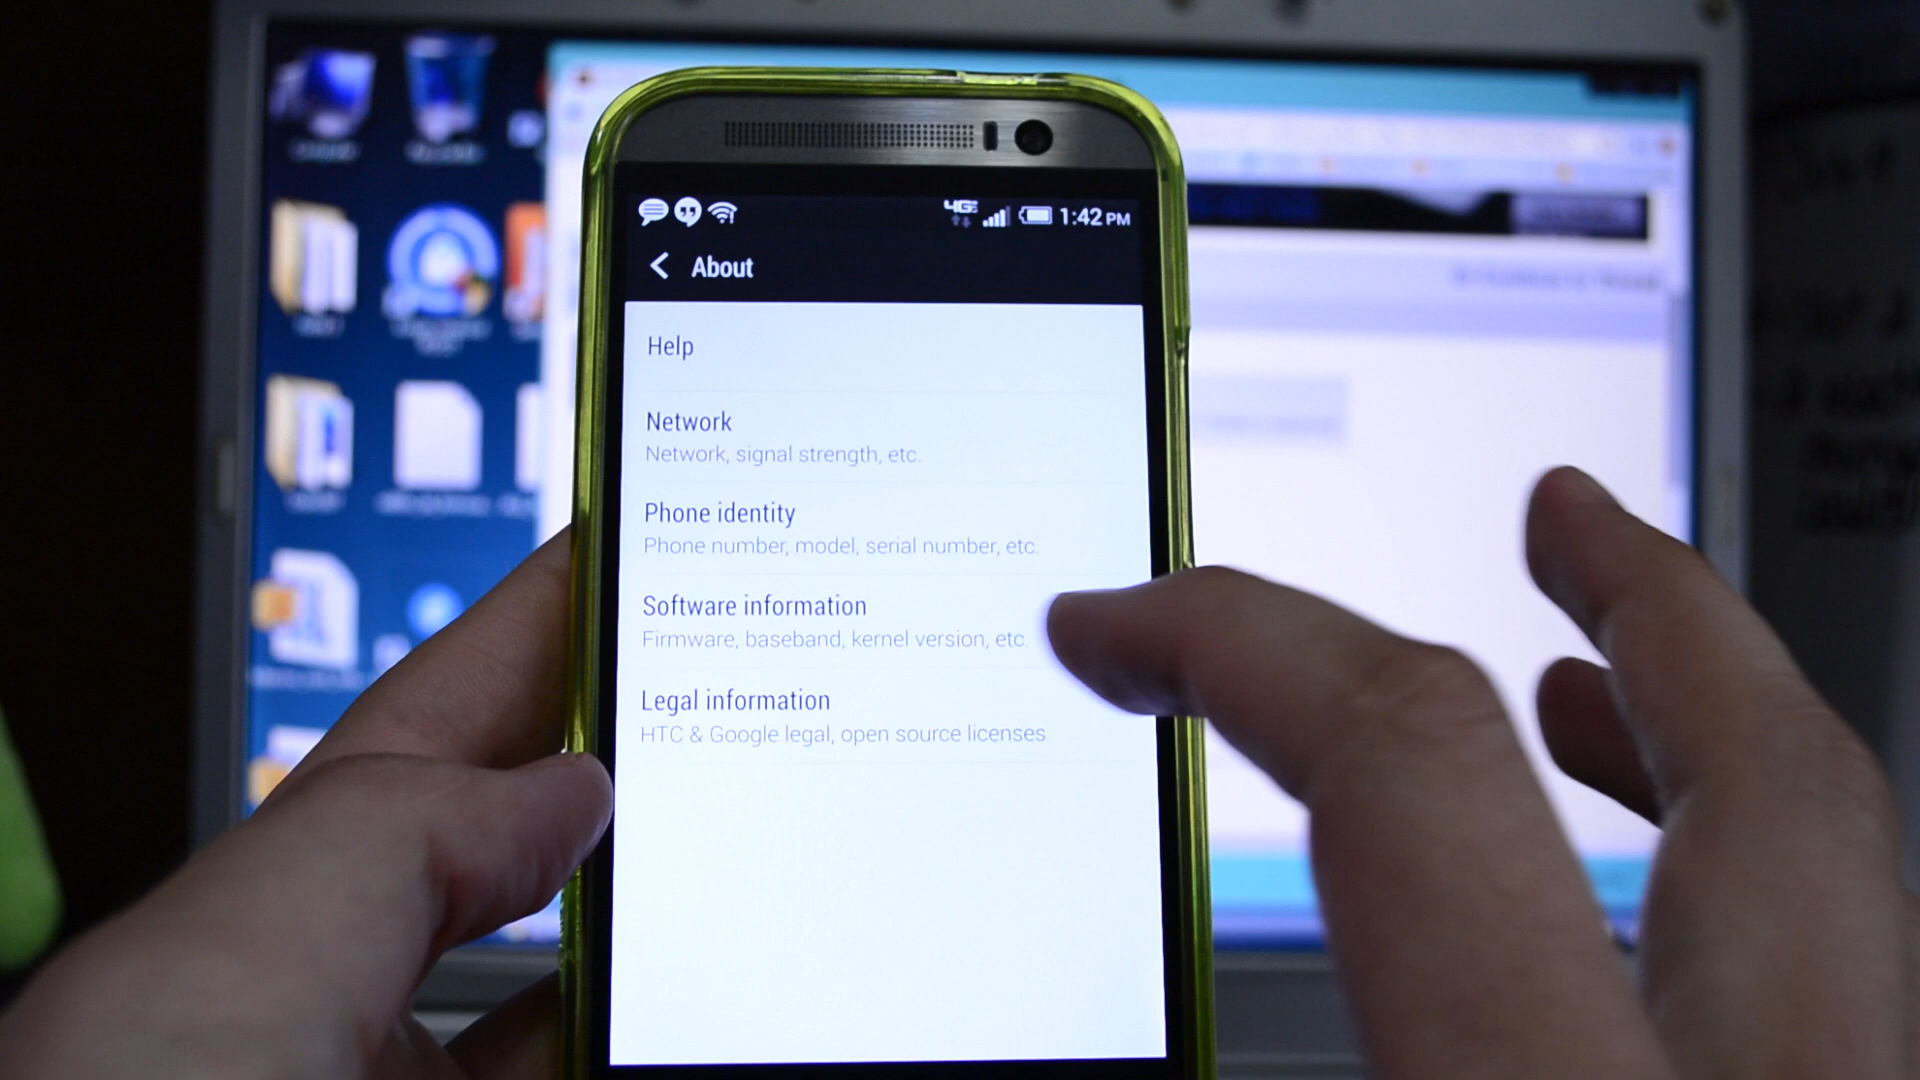 4G 1:42 PM
About
Help
Network
Network, signal strength, etc.
Phone identity
Phone number, model, serial number, etc.
Software information
Firmware, baseband, kernel version, etc.
Legal information
HTC & Google legal, open source licenses